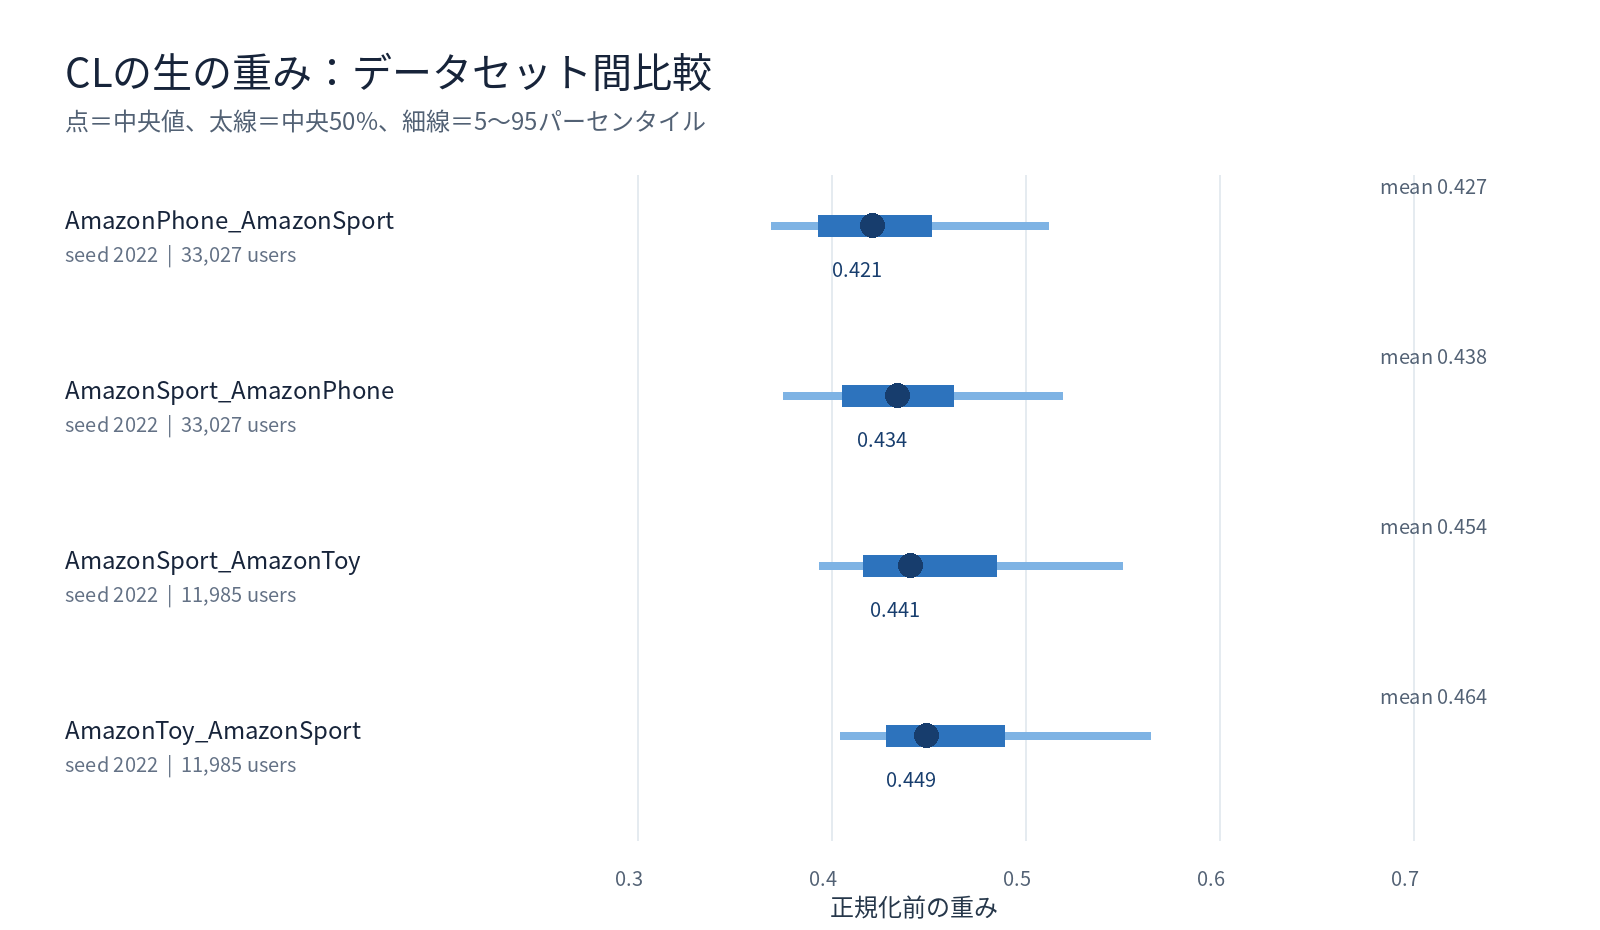 CLの生の重み：データセット間比較
点＝中央値、太線＝中央50%、細線＝5〜95パーセンタイル
mean 0.427
AmazonPhone_AmazonSport
seed 2022 | 33,027 users
0.421
mean 0.438
AmazonSport_AmazonPhone
seed 2022 | 33,027 users
0.434
mean 0.454
AmazonSport_AmazonToy
seed 2022 | 11,985 users
0.441
mean 0.464
AmazonToy_AmazonSport
seed 2022 | 11,985 users
0.449
0.3 0.4 0.5 0.6 0.7
正規化前の重み